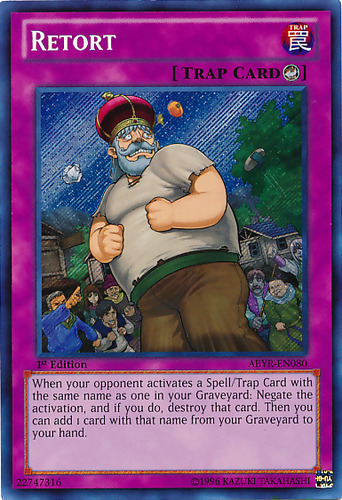 RETORT
TRAP
罠
[TRAP CARD]
1st Edition
ABYR-EN080
When your opponent activates a Spell/Trap Card with
the same name as one in your Graveyard: Negate the
activation, and if you do, destroy that card. Then you
can add 1 card with that name from your Graveyard to
your hand.
22747316
©1996 KAZUKI TAKAHASHI